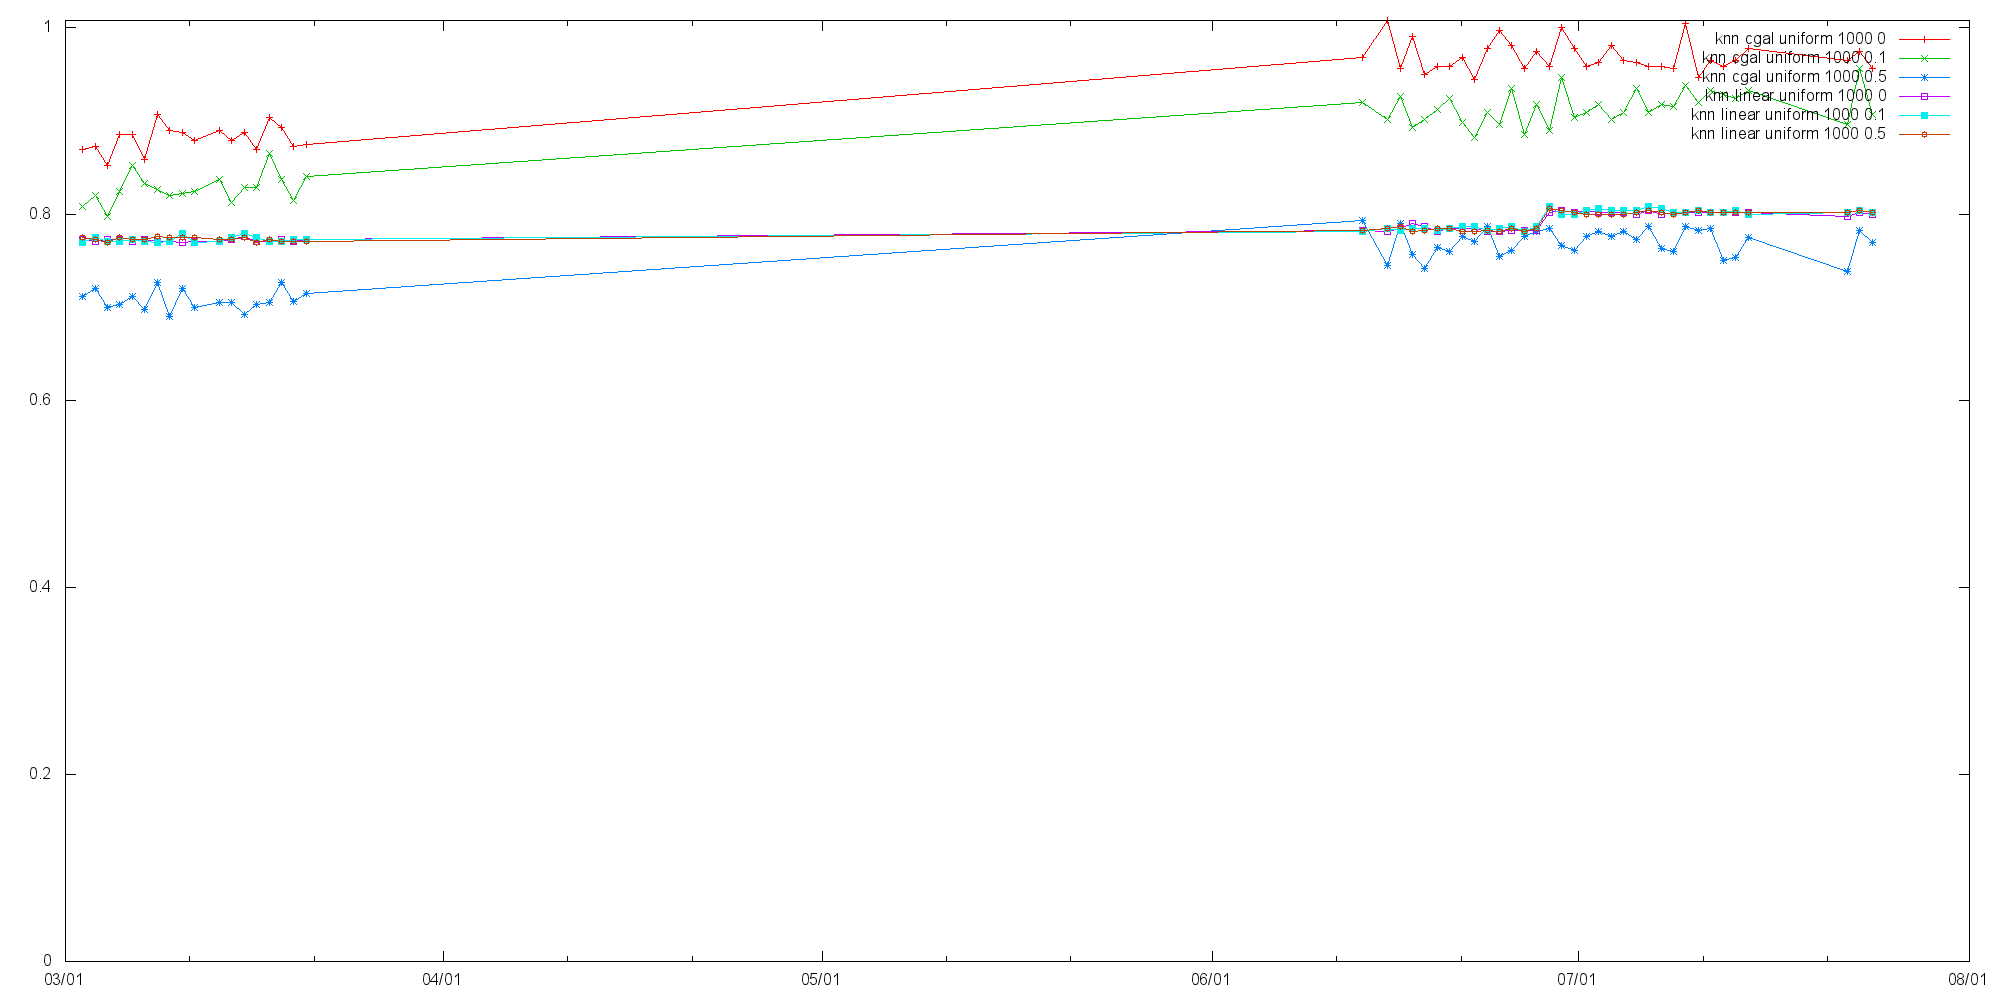 1
knn cgal uniform 1000 0
knn cgal uniform 1000 0.1
knn cgal uniform 1000 0.5
knn linear uniform 1000 0
knn linear uniform 1000 0.1
knn linear uniform 1000 0.5
0.8
0.6
0.4
0.2
0
03/01 04/01 05/01 06/01 07/01 08/01